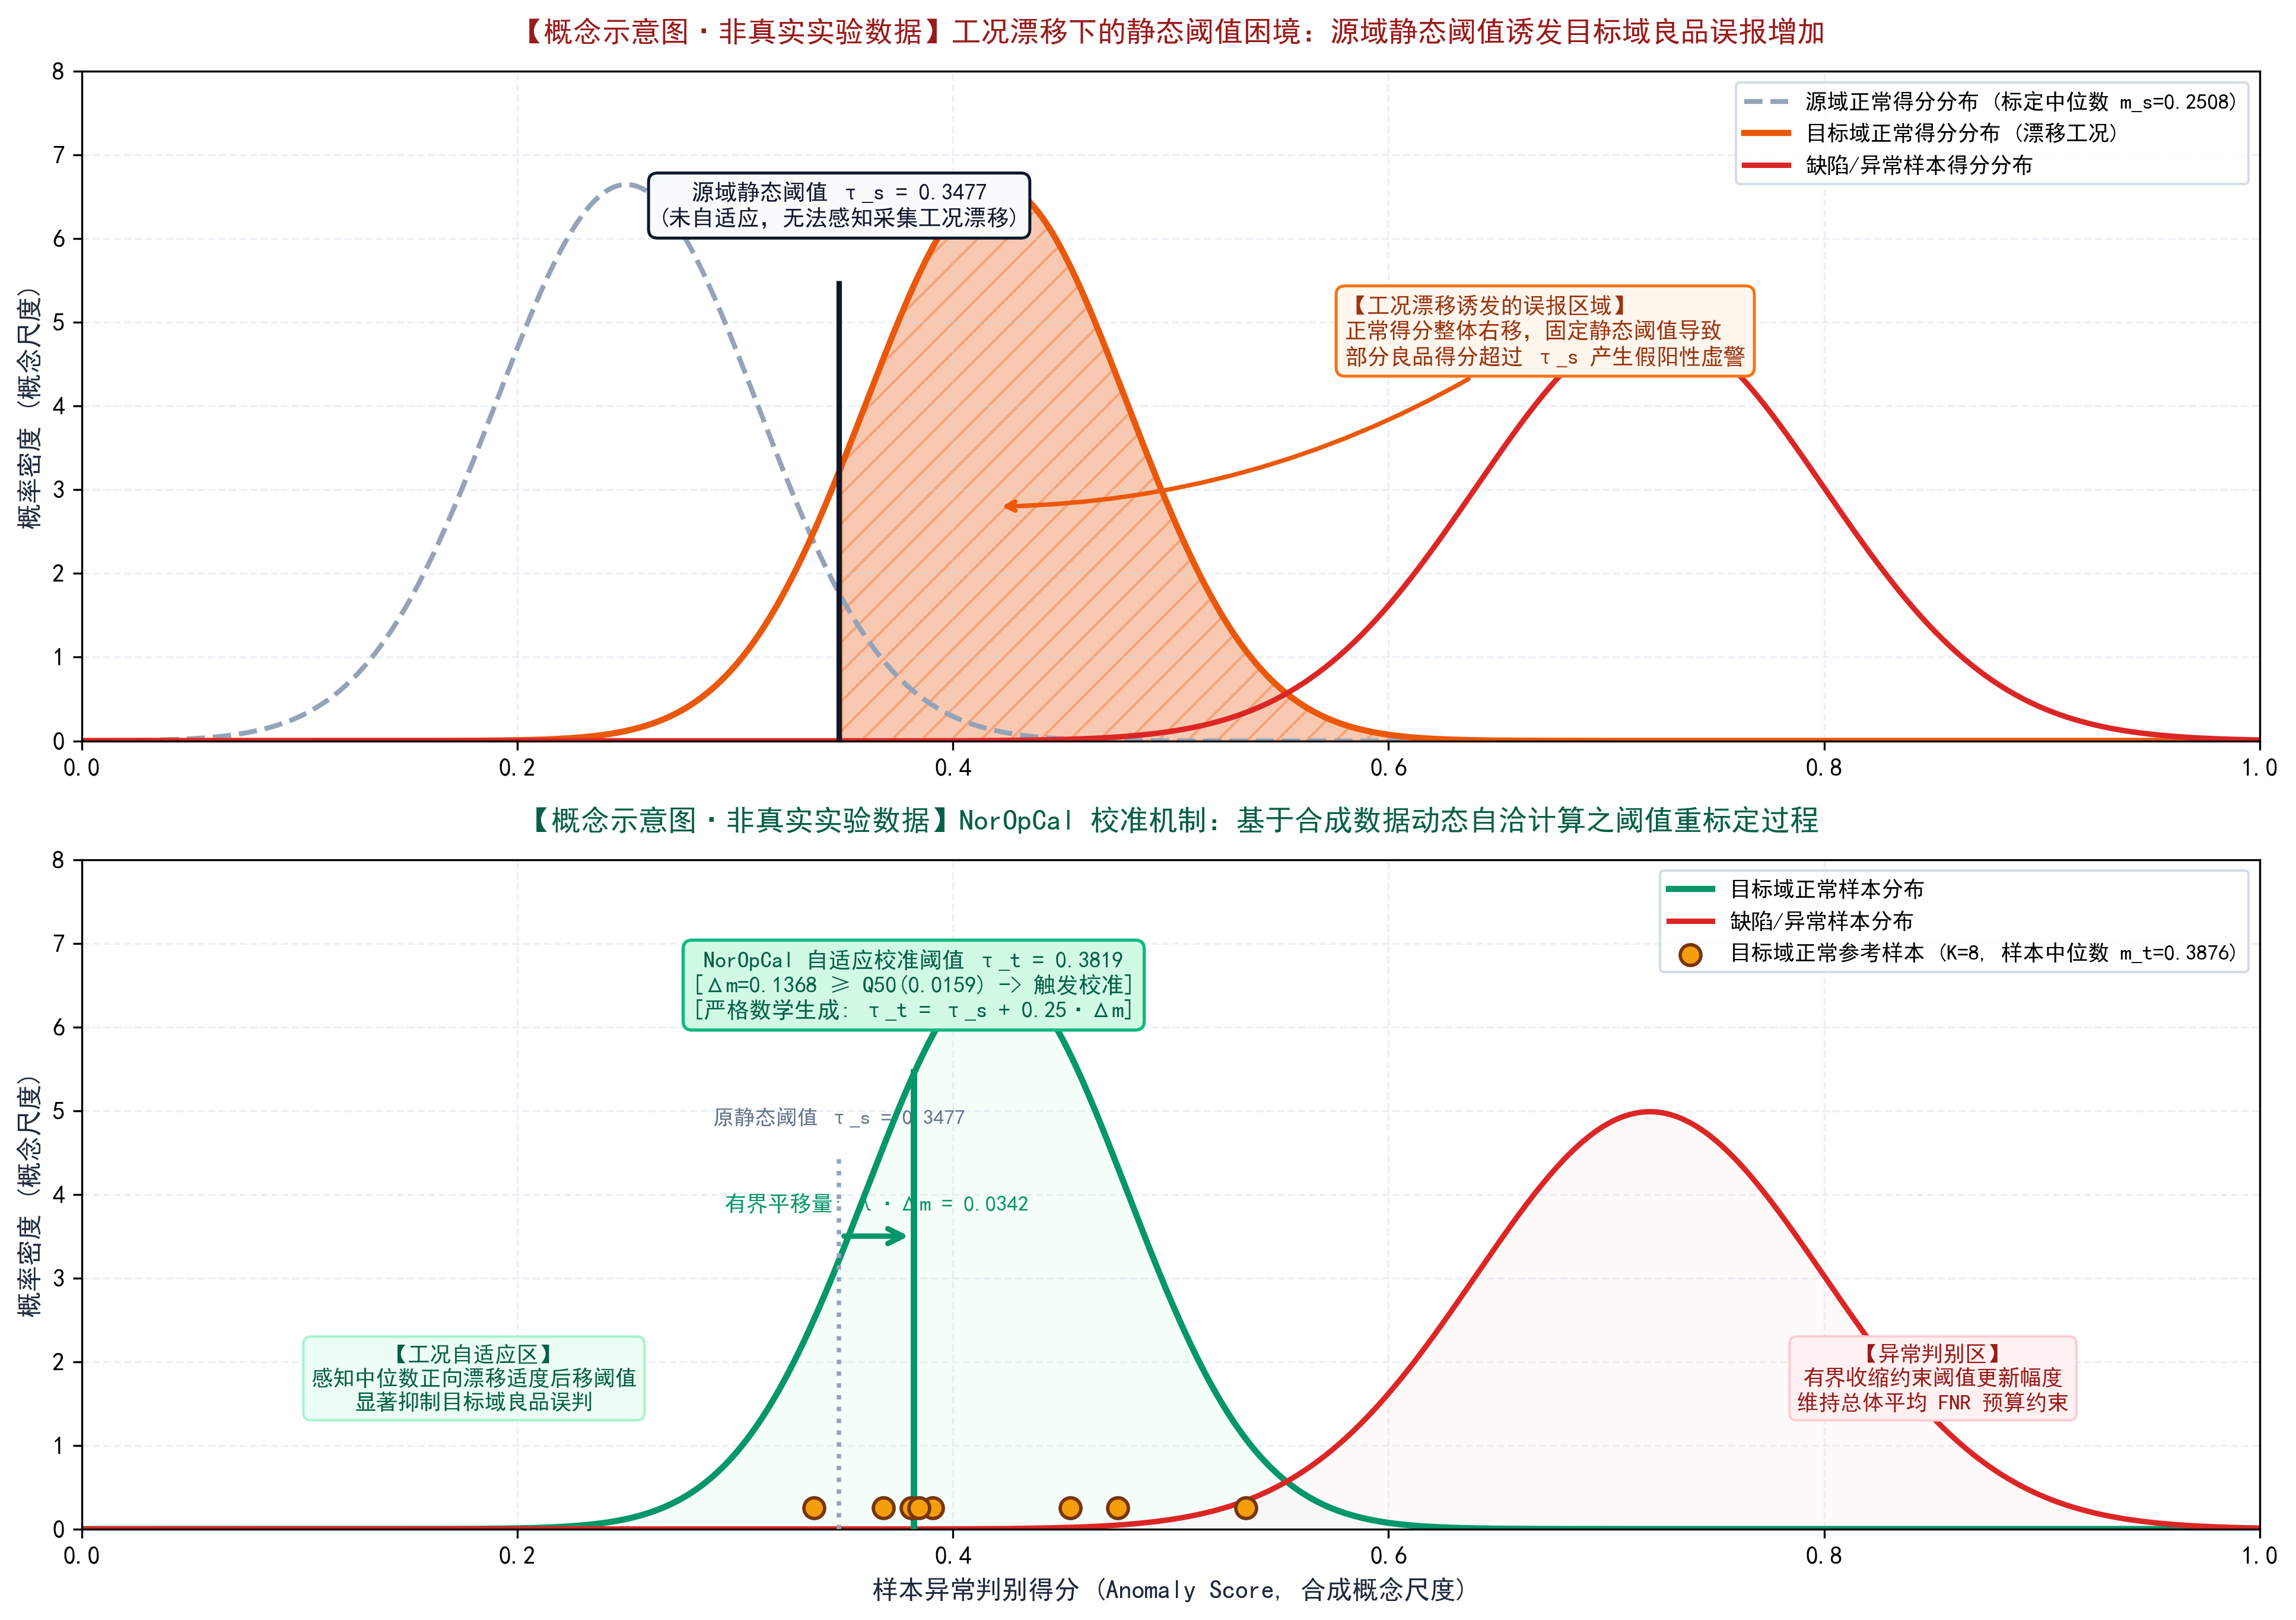 【概念示意图·非真实实验数据】工况漂移下的静态阈值困境：源域静态阈值诱发目标域良品误报增加
概率密度 (概念尺度)
8
7
6
5
4
3
2
1
0
0.0
0.2
0.4
0.6
0.8
1.0
源域正常得分分布 (标定中位数 m_s=0.2508)
目标域正常得分分布 (漂移工况)
缺陷/异常样本得分分布
源域静态阈值 τ_s = 0.3477
(未自适应，无法感知采集工况漂移)
【工况漂移诱发的误报区域】
正常得分整体右移，固定静态阈值导致
部分良品得分超过 τ_s 产生假阳性虚警
【概念示意图·非真实实验数据】NorOpCal 校准机制：基于合成数据动态自洽计算之阈值重标定过程
概率密度 (概念尺度)
8
7
6
5
4
3
2
1
0
0.0
0.2
0.4
0.6
0.8
1.0
目标域正常样本分布
缺陷/异常样本分布
目标域正常参考样本 (K=8, 样本中位数 m_t=0.3876)
NorOpCal 自适应校准阈值 τ_t = 0.3819
[Δm=0.1368 ≥ Q50(0.0159) -> 触发校准]
[严格数学生成: τ_t = τ_s + 0.25·Δm]
原静态阈值 τ_s = 0.3477
有界平移量: λ·Δm = 0.0342
【工况自适应区】
感知中位数正向漂移适度后移阈值
显著抑制目标域良品误判
【异常判别区】
有界收缩约束阈值更新幅度
维持总体平均 FNR 预算约束
样本异常判别得分 (Anomaly Score, 合成概念尺度)